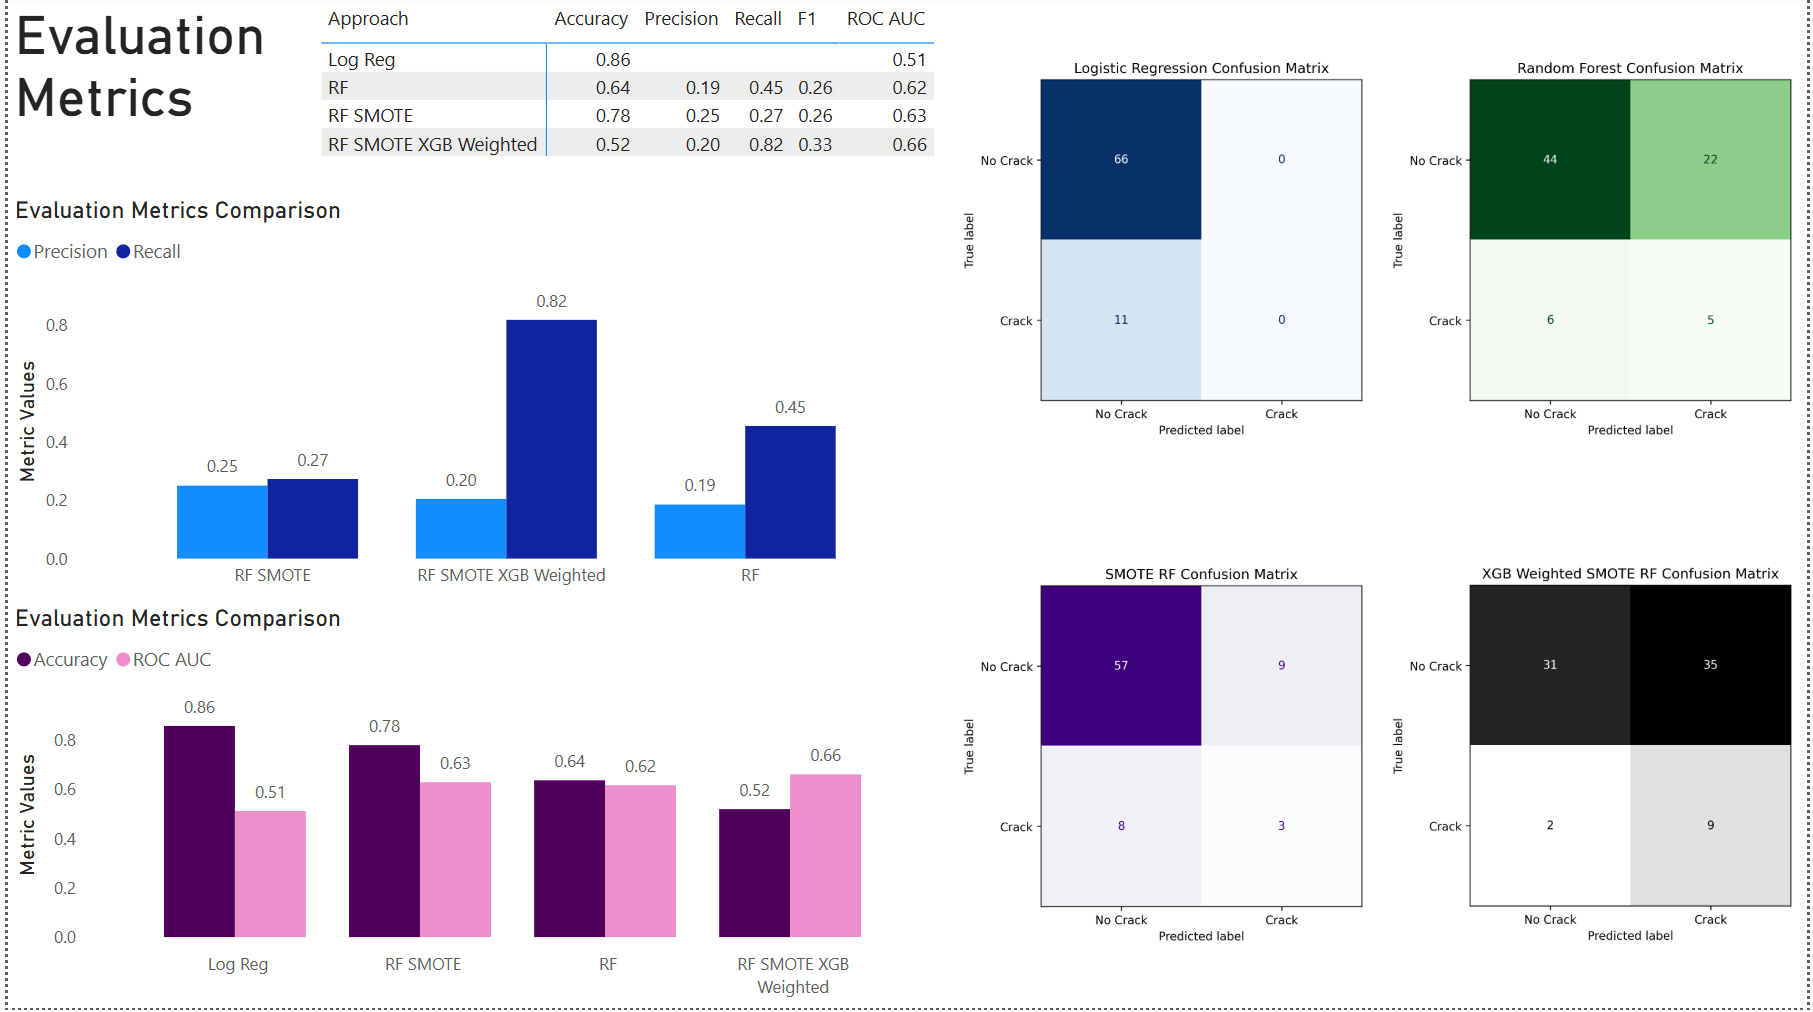 Evaluation
Metrics
Approach Accuracy Precision Recall F1 ROC AUC
Log Reg 0.86 0.51
RF 0.64 0.19 0.45 0.26 0.62
RF SMOTE 0.78 0.25 0.27 0.26 0.63
RF SMOTE XGB Weighted 0.52 0.20 0.82 0.33 0.66
Evaluation Metrics Comparison
Precision Recall
Metric Values
0.8
0.6
0.4
0.2
0.0
0.25
0.27
0.20
0.82
0.19
0.45
RF SMOTE
RF SMOTE XGB Weighted
RF
Evaluation Metrics Comparison
Accuracy ROC AUC
Metric Values
0.8
0.6
0.4
0.2
0.0
0.86
0.51
0.78
0.63
0.64
0.62
0.52
0.66
Log Reg
RF SMOTE
RF
RF SMOTE XGB
Weighted
Logistic Regression Confusion Matrix
True label
No Crack
66 0
Crack
11 0
No Crack Crack
Predicted label
Random Forest Confusion Matrix
True label
No Crack
44 22
Crack
6 5
No Crack Crack
Predicted label
SMOTE RF Confusion Matrix
True label
No Crack
57 9
Crack
8 3
No Crack Crack
Predicted label
XGB Weighted SMOTE RF Confusion Matrix
True label
No Crack
31 35
Crack
2 9
No Crack Crack
Predicted label